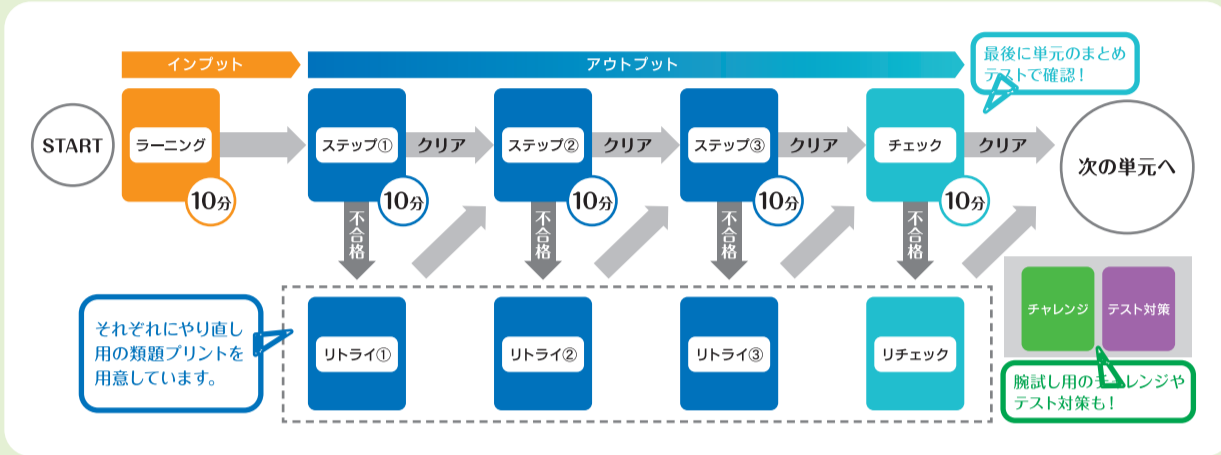 インプット
アウトプット
最後に単元のまとめ
テストで確認!
START
ラーニング
10分
ステップ①
10分
クリア
ステップ②
10分
クリア
ステップ③
10分
クリア
チェック
10分
クリア
次の単元へ
不合格
不合格
不合格
不合格
それぞれにやり直し
用の類題プリントを
用意しています。
リトライ①
リトライ②
リトライ③
リチェック
チャレンジ
テスト対策
腕試し用のチャレンジや
テスト対策も!